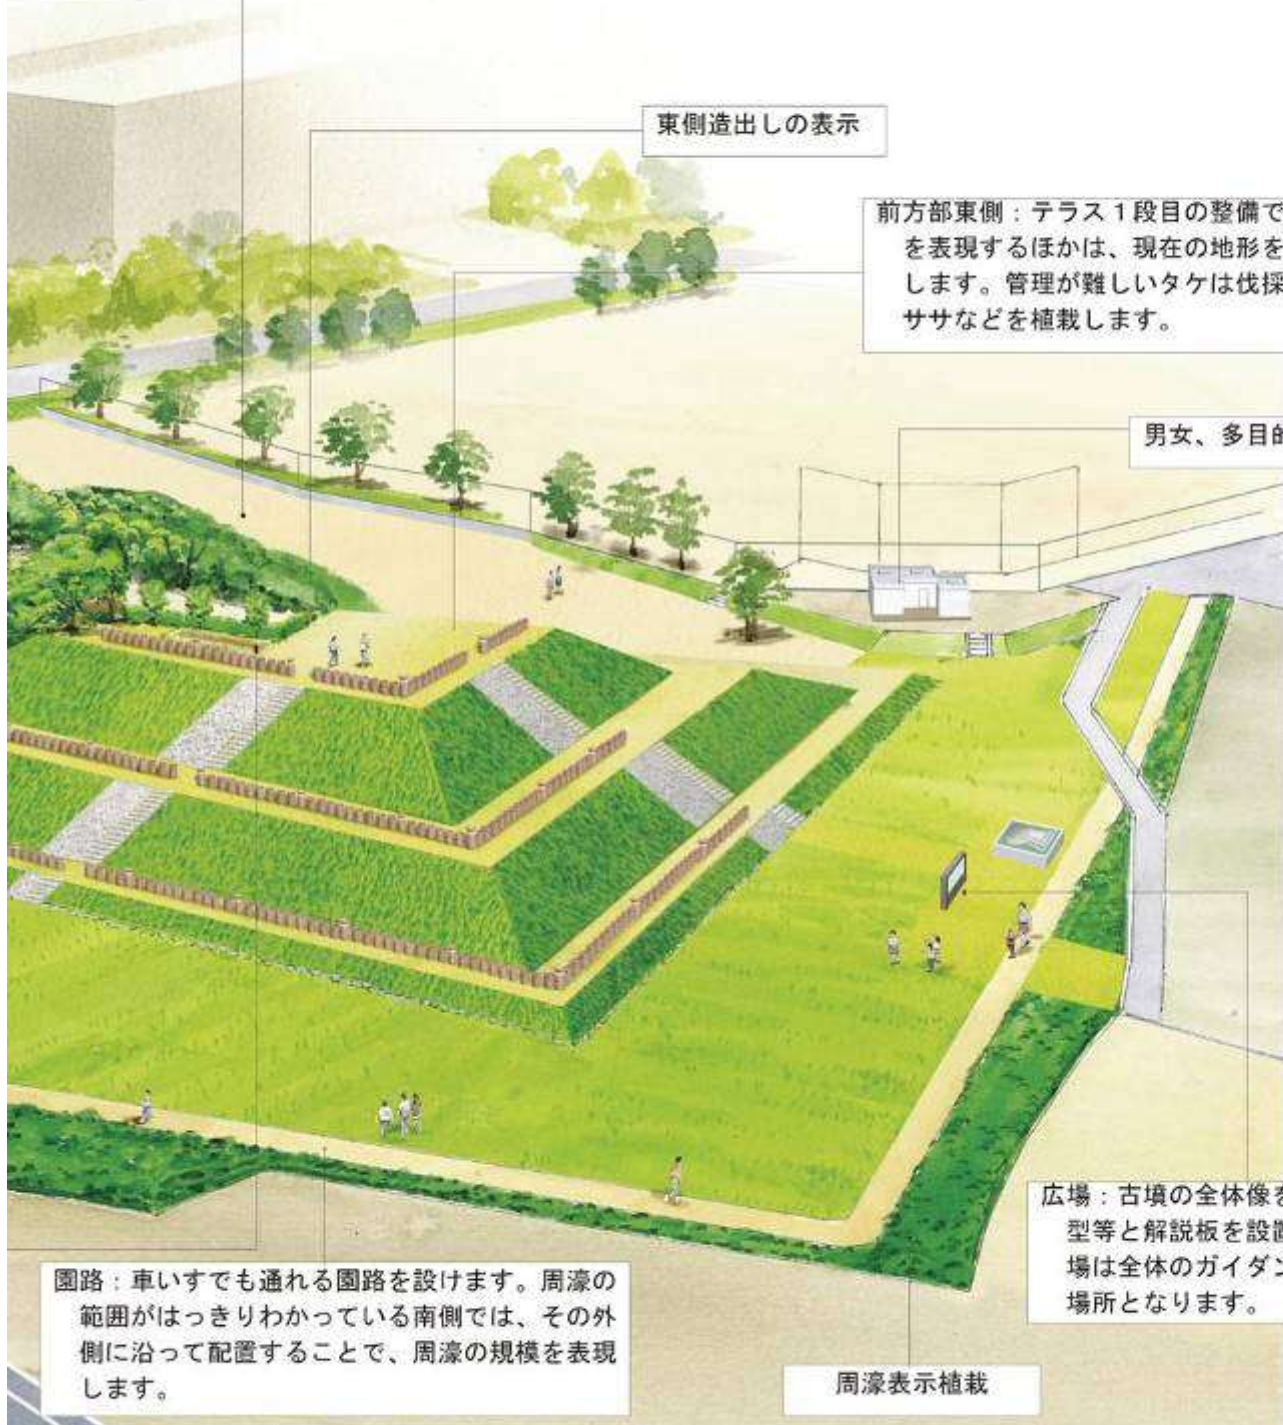 東側造出しの表示
前方部東側：テラス１段目の整備で
を表現するほかは、現在の地形を
します。管理が難しいタケは伐採
ササなどを植栽します。
男女、多目的
広場：古墳の全体像を
型等と解説板を設置
場は全体のガイダン
場所となります。
園路：車いすでも通れる園路を設けます。周濠の
範囲がはっきりわかっている南側では、その外
側に沿って配置することで、周濠の規模を表現
します。
周濠表示植栽